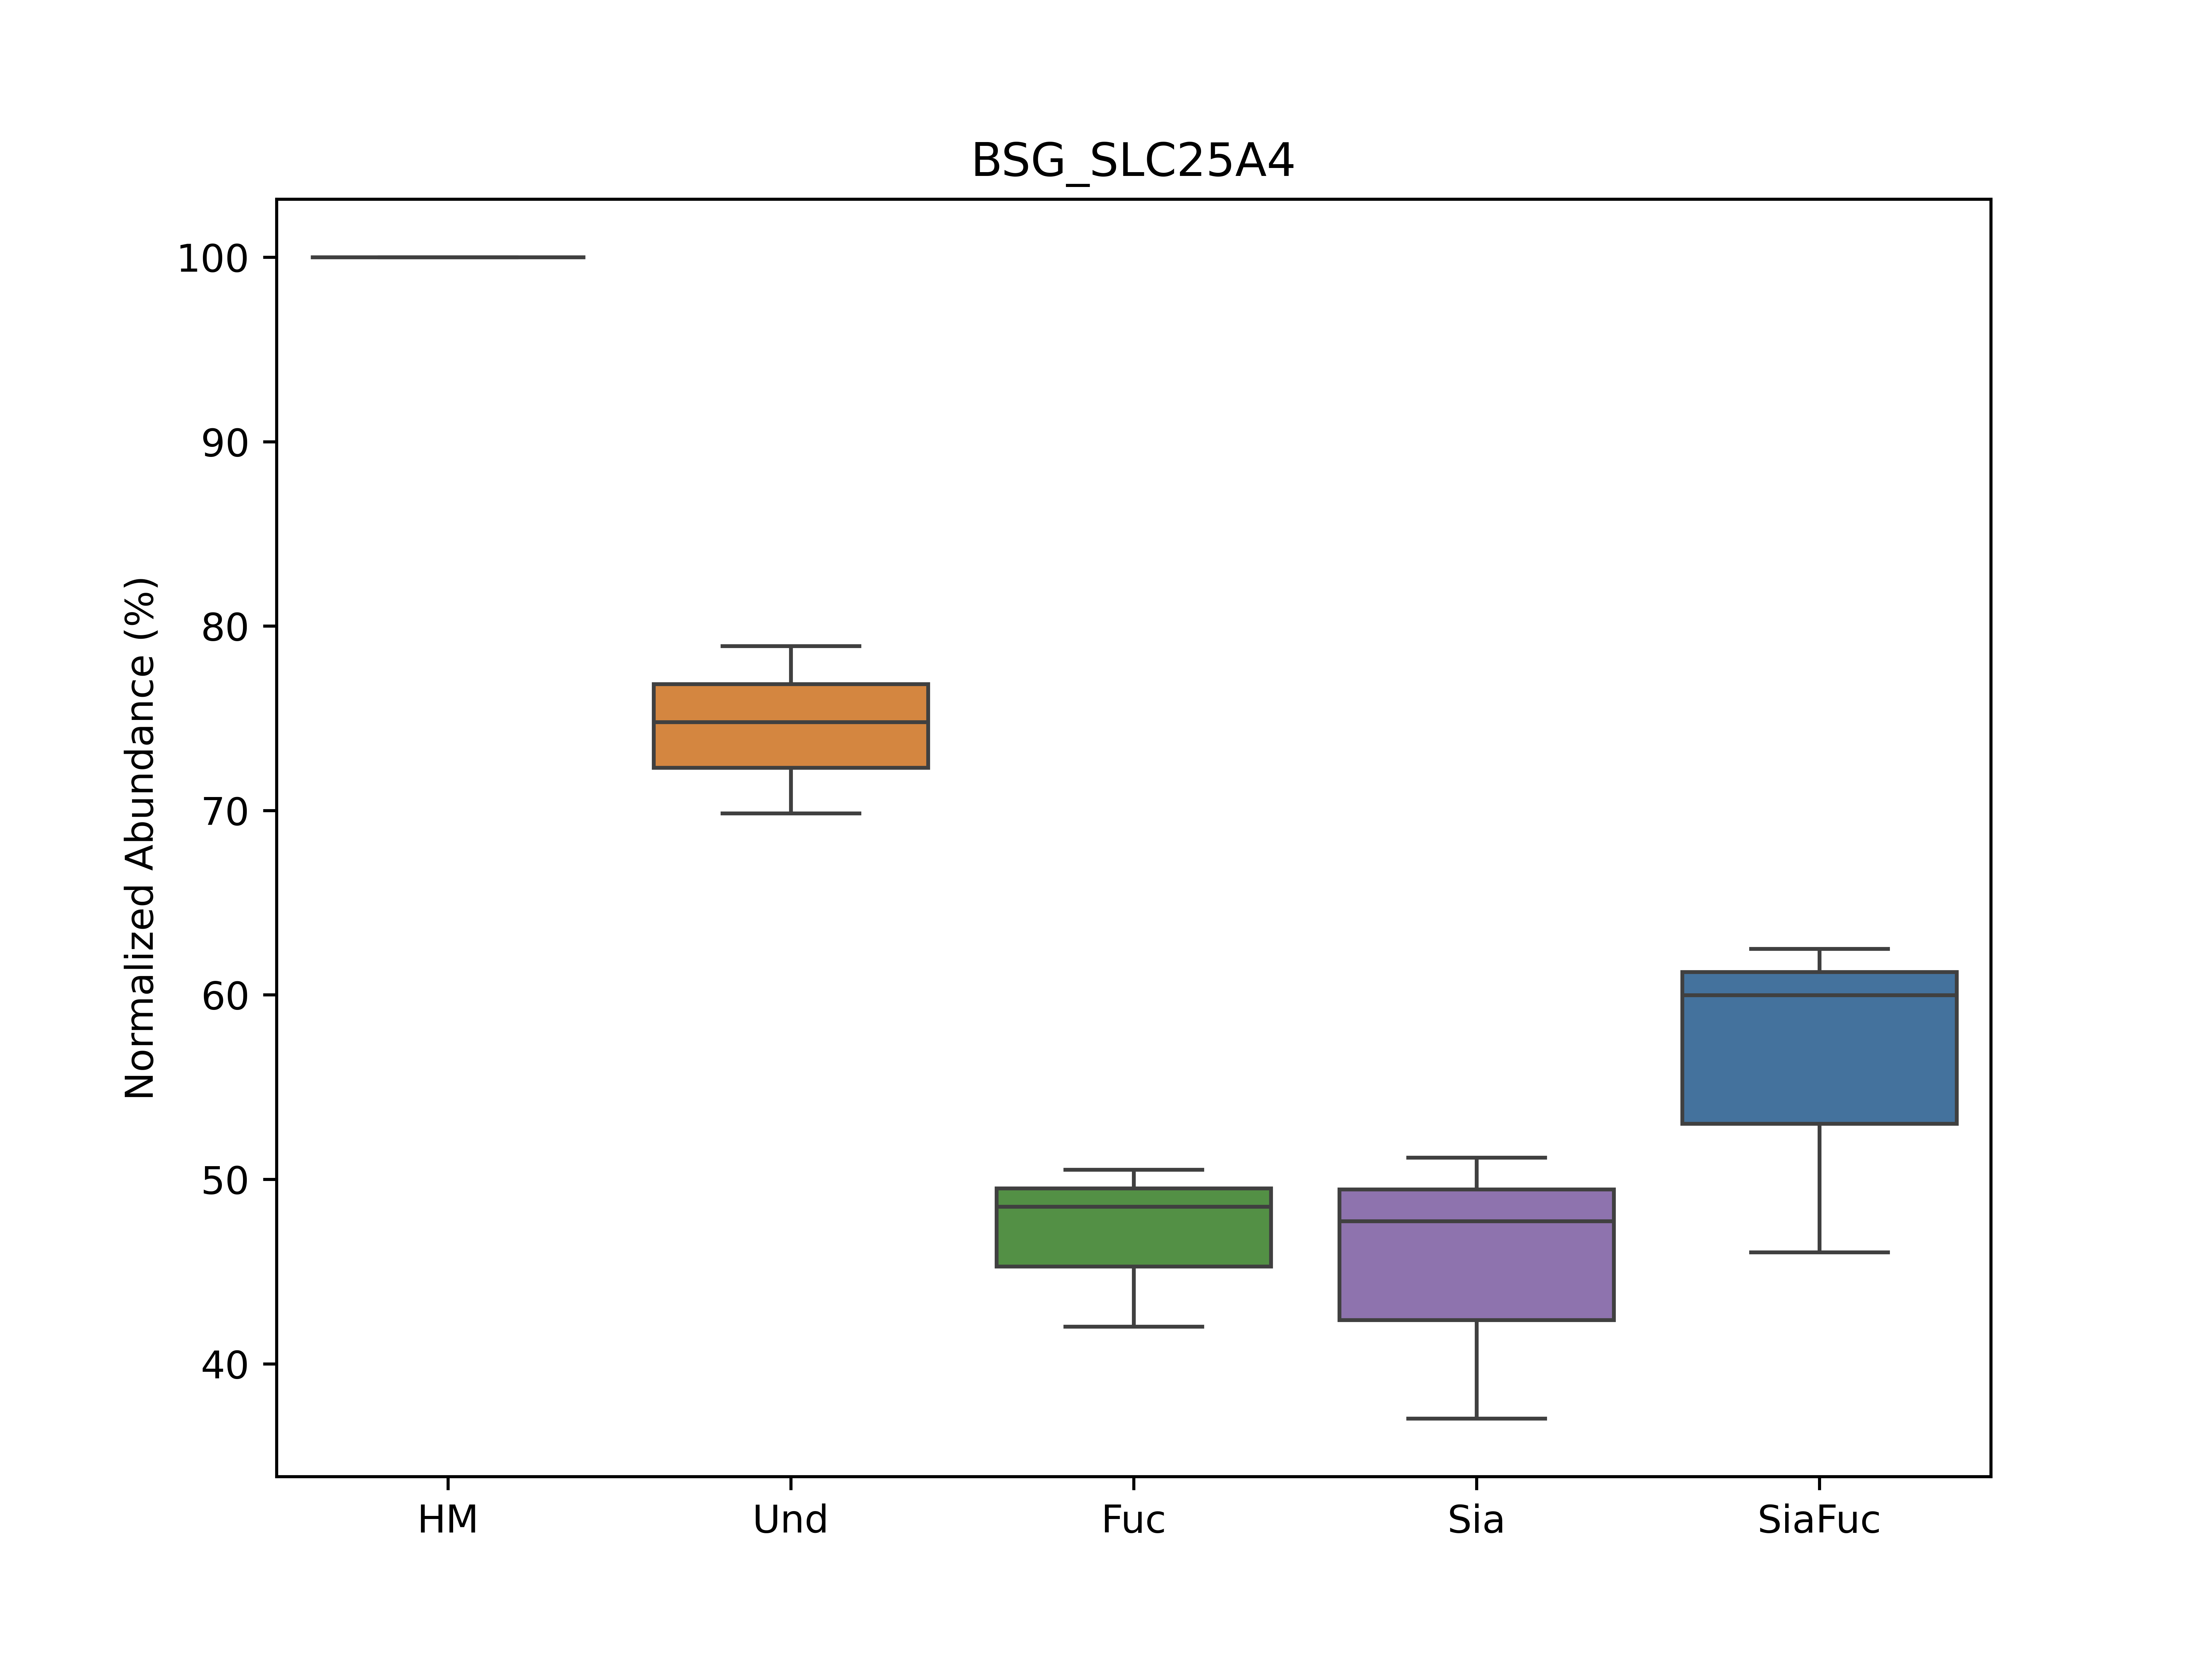 BSG_SLC25A4
Normalized Abundance (%)
100
90
80
70
60
50
40
HM
Und
Fuc
Sia
SiaFuc